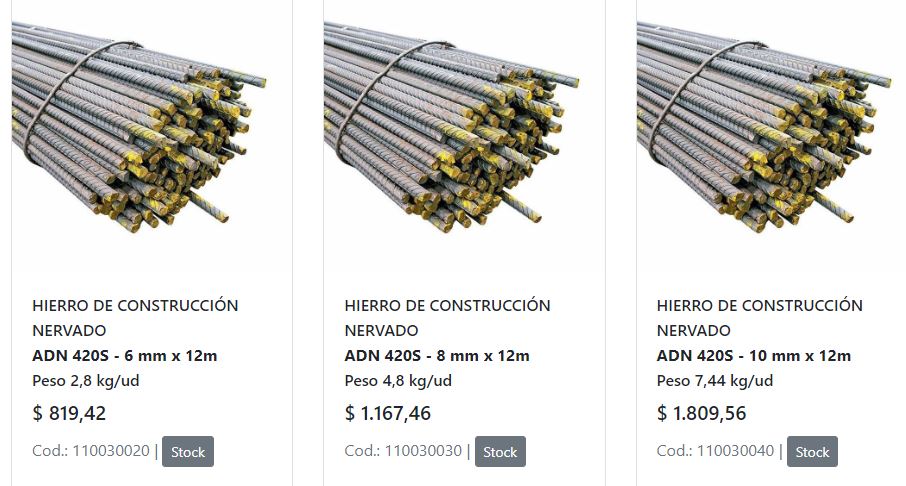 HIERRO DE CONSTRUCCIÓN
NERVADO
ADN 420S - 6 mm x 12m
Peso 2,8 kg/ud
$ 819,42
Cod.: 110030020 | Stock
HIERRO DE CONSTRUCCIÓN
NERVADO
ADN 420S - 8 mm x 12m
Peso 4,8 kg/ud
$ 1.167,46
Cod.: 110030030 | Stock
HIERRO DE CONSTRUCCIÓN
NERVADO
ADN 420S - 10 mm x 12m
Peso 7,44 kg/ud
$ 1.809,56
Cod.: 110030040 | Stock